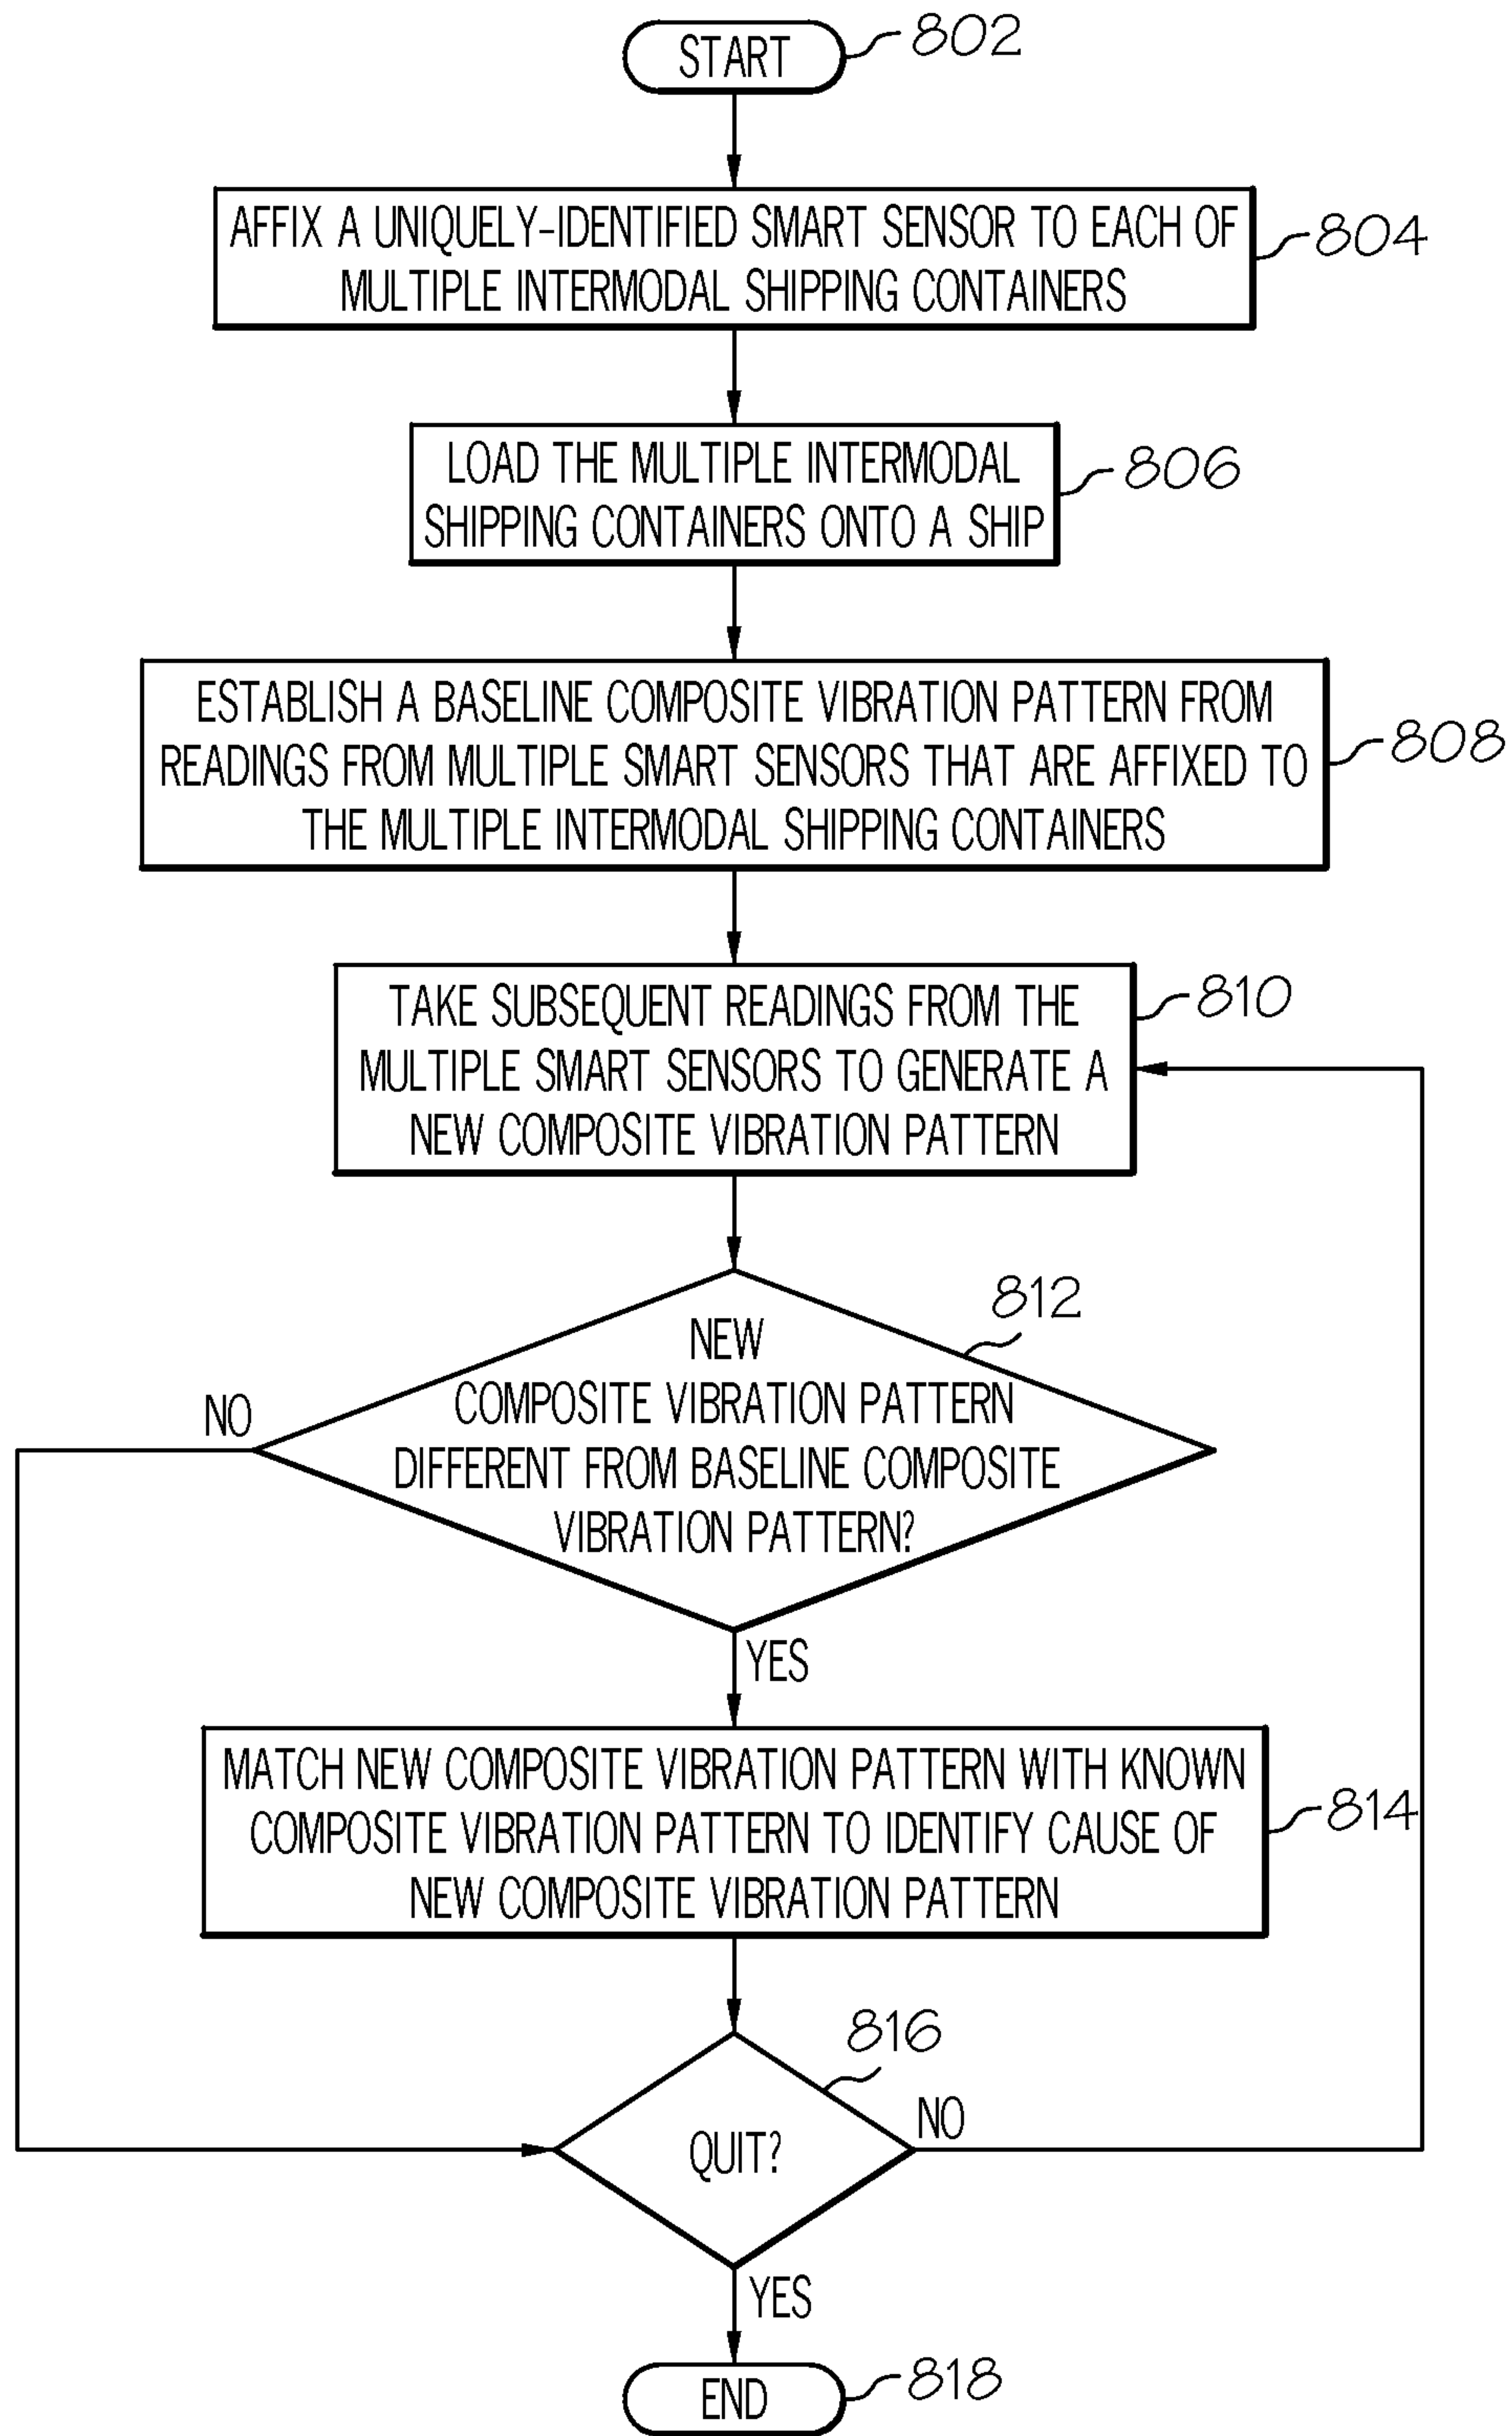 START
802
AFFIX A UNIQUELY-IDENTIFIED SMART SENSOR TO EACH OF
MULTIPLE INTERMODAL SHIPPING CONTAINERS
804
LOAD THE MULTIPLE INTERMODAL
SHIPPING CONTAINERS ONTO A SHIP
806
ESTABLISH A BASELINE COMPOSITE VIBRATION PATTERN FROM
READINGS FROM MULTIPLE SMART SENSORS THAT ARE AFFIXED TO
THE MULTIPLE INTERMODAL SHIPPING CONTAINERS
808
TAKE SUBSEQUENT READINGS FROM THE
MULTIPLE SMART SENSORS TO GENERATE A
NEW COMPOSITE VIBRATION PATTERN
810
812
NEW
COMPOSITE VIBRATION PATTERN
DIFFERENT FROM BASELINE COMPOSITE
VIBRATION PATTERN?
NO
YES
MATCH NEW COMPOSITE VIBRATION PATTERN WITH KNOWN
COMPOSITE VIBRATION PATTERN TO IDENTIFY CAUSE OF
NEW COMPOSITE VIBRATION PATTERN
814
816
QUIT?
NO
YES
END
818